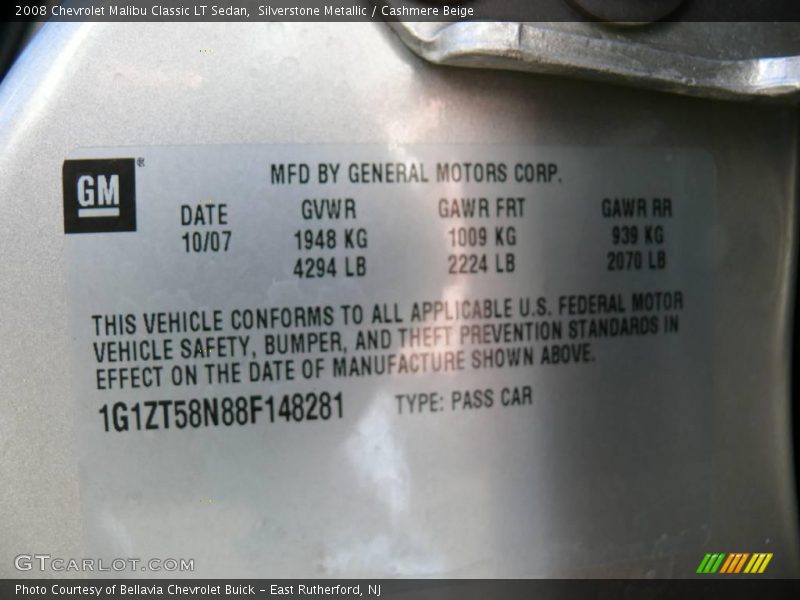 2008 Chevrolet Malibu Classic LT Sedan, Silverstone Metallic / Cashmere Beige
GM®
MFD BY GENERAL MOTORS CORP.
DATE GVWR GAWR FRT GAWR RR
10/07 1948 KG 1009 KG 939 KG
4294 LB 2224 LB 2070 LB
THIS VEHICLE CONFORMS TO ALL APPLICABLE U.S. FEDERAL MOTOR
VEHICLE SAFETY, BUMPER, AND THEFT PREVENTION STANDARDS IN
EFFECT ON THE DATE OF MANUFACTURE SHOWN ABOVE.
1G1ZT58N88F148281 TYPE: PASS CAR
GTCARLOT.COM
Photo Courtesy of Bellavia Chevrolet Buick - East Rutherford, NJ